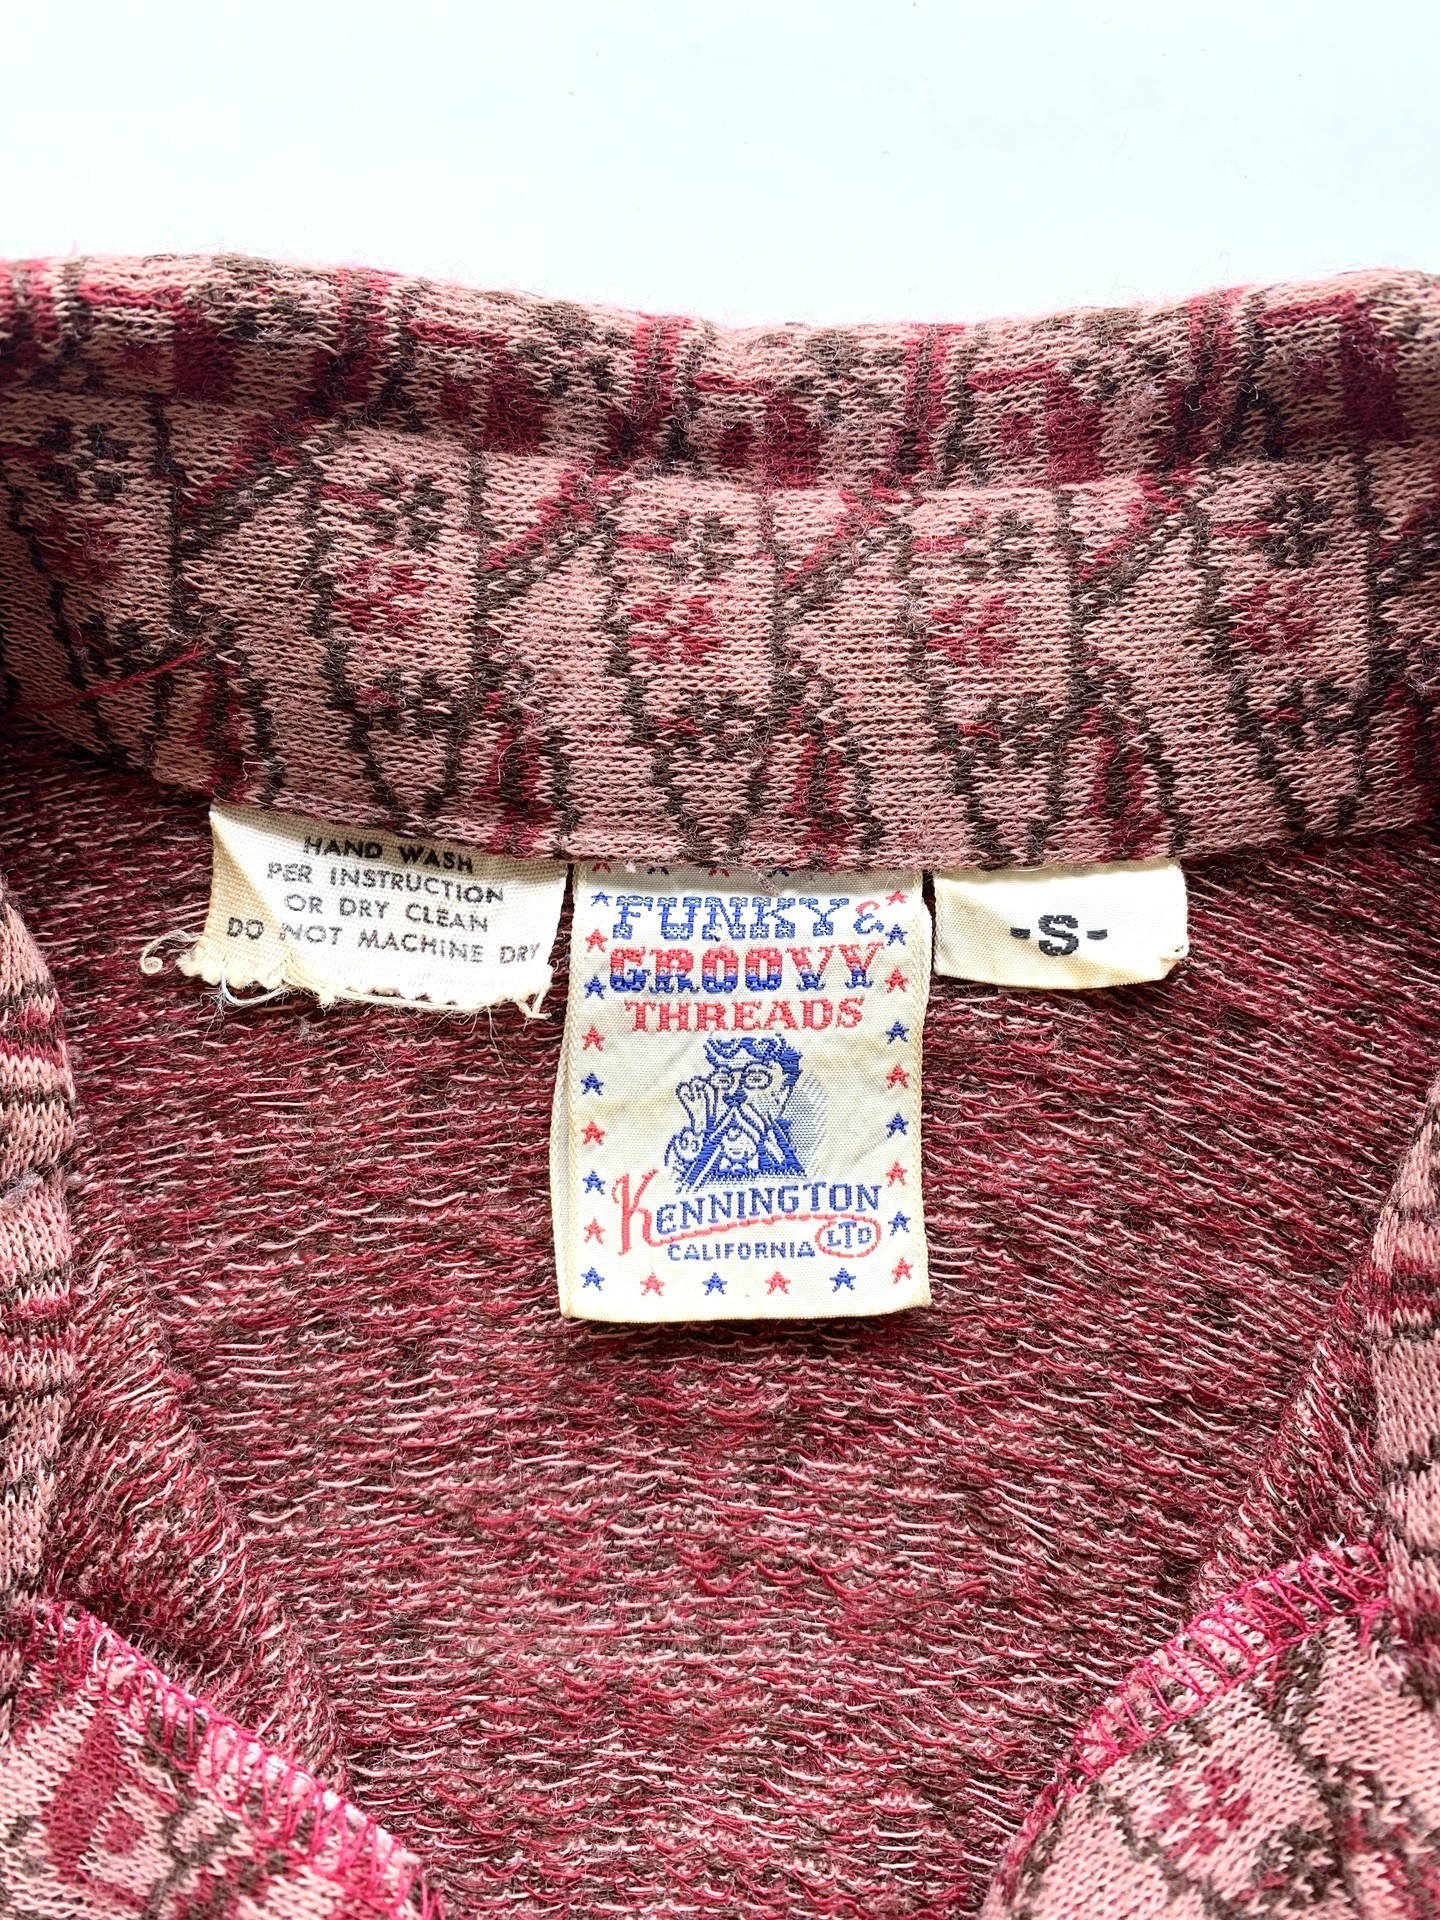 HAND WASH
PER INSTRUCTION
OR DRY CLEAN
DO NOT MACHINE DRY
FUNKY &
GROOVY
THREADS
KENNINGTON
CALIFORNIA LTD
-S-